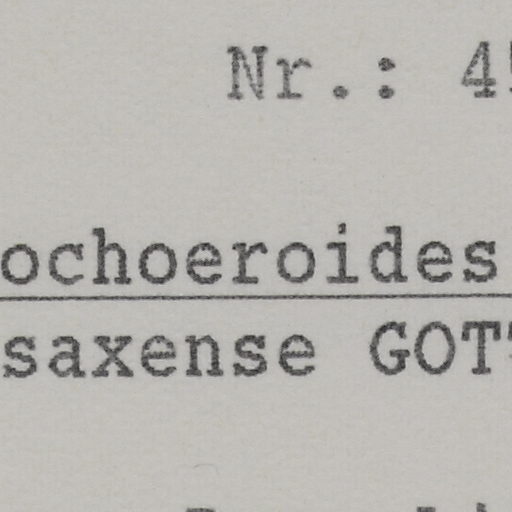 Nr.: 4
ochoeroides
saxense GOT